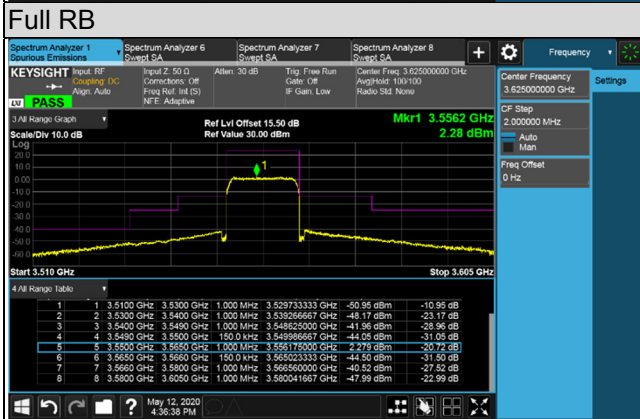 Full RB
Spectrum Analyzer 1
Spurious Emissions
Spectrum Analyzer 6
Swept SA
Spectrum Analyzer 7
Swept SA
Spectrum Analyzer 8
Swept SA
+
Frequency
KEYSIGHT
Input: RF
Coupling: DC
Align: Auto
Input Z: 50 Ω
Corrections: Off
Freq Ref: Int (S)
NFE: Adaptive
Atten: 30 dB
Trig: Free Run
Gate: Off
IF Gain: Low
Center Freq: 3.625000000 GHz
Avg|Hold: 100/100
Radio Std: None
LXI
PASS
Center Frequency
3.625000000 GHz
Settings
CF Step
2.000000 MHz
Auto
Man
Freq Offset
0 Hz
3 All Range Graph
Scale/Div 10.0 dB
Ref Lvl Offset 15.50 dB
Ref Value 30.00 dBm
Mkr1 3.5562 GHz
2.28 dBm
Log
20.0
10.0
0.00
-10.0
-20.0
-30.0
-40.0
-50.0
-60.0
1
Start 3.510 GHz
Stop 3.605 GHz
4 All Range Table
1 1 3.5100 GHz 3.5300 GHz 1.000 MHz 3.529733333 GHz -50.95 dBm -10.95 dB
2 2 3.5300 GHz 3.5400 GHz 1.000 MHz 3.539266667 GHz -48.17 dBm -23.17 dB
3 3 3.5400 GHz 3.5490 GHz 1.000 MHz 3.548625000 GHz -41.96 dBm -28.96 dB
4 4 3.5490 GHz 3.5500 GHz 150.0 kHz 3.549986667 GHz -44.05 dBm -31.05 dB
5 5 3.5500 GHz 3.5650 GHz 1.000 MHz 3.556175000 GHz 2.279 dBm -20.72 dB
6 6 3.5650 GHz 3.5660 GHz 150.0 kHz 3.565023333 GHz -44.50 dBm -31.50 dB
7 7 3.5660 GHz 3.5800 GHz 1.000 MHz 3.566560000 GHz -40.52 dBm -27.52 dB
8 8 3.5800 GHz 3.6050 GHz 1.000 MHz 3.580041667 GHz -47.99 dBm -22.99 dB
?
May 12, 2020
4:36:38 PM